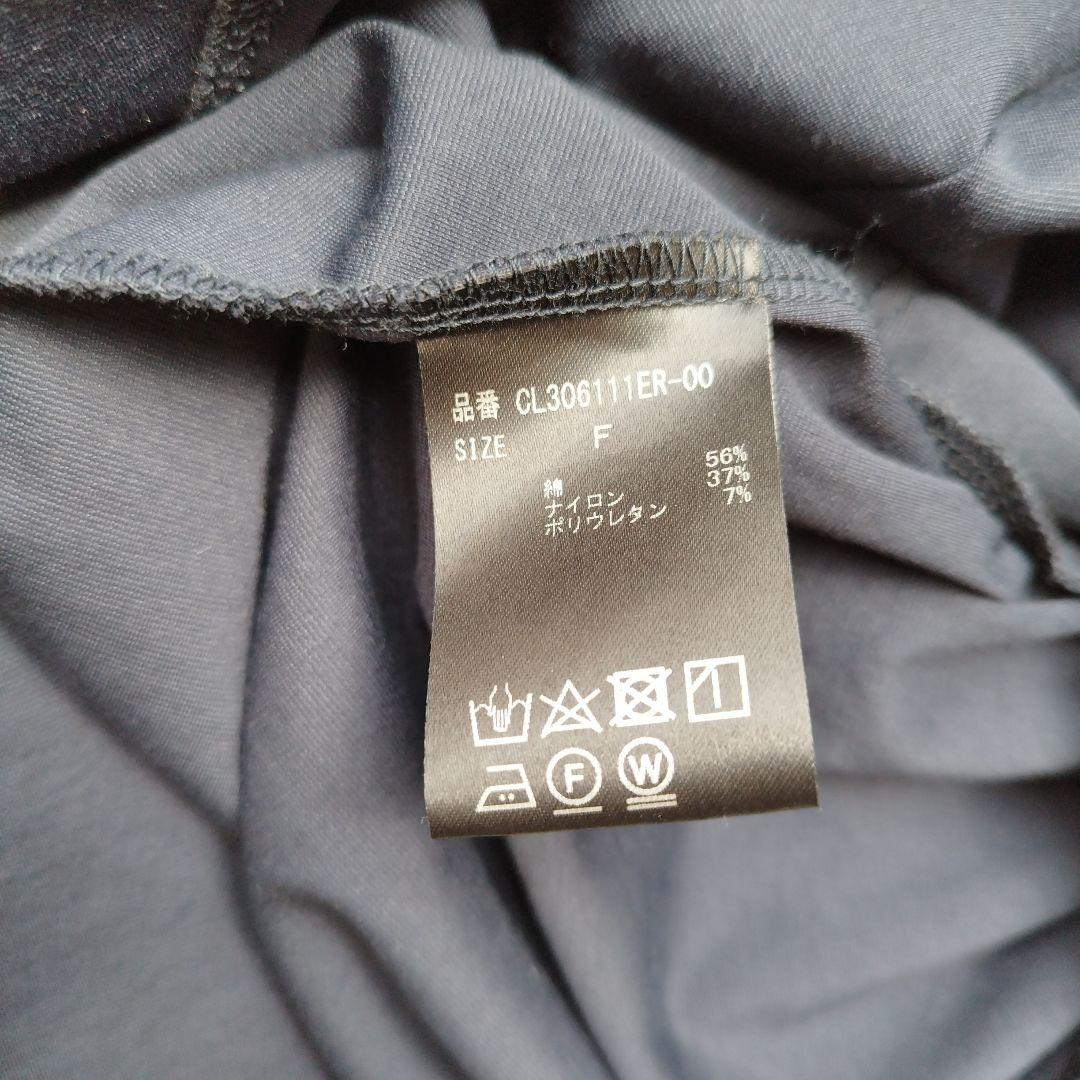 品番 CL306111ER-00
SIZE F
綿 56%
ナイロン 37%
ポリウレタン 7%
F W